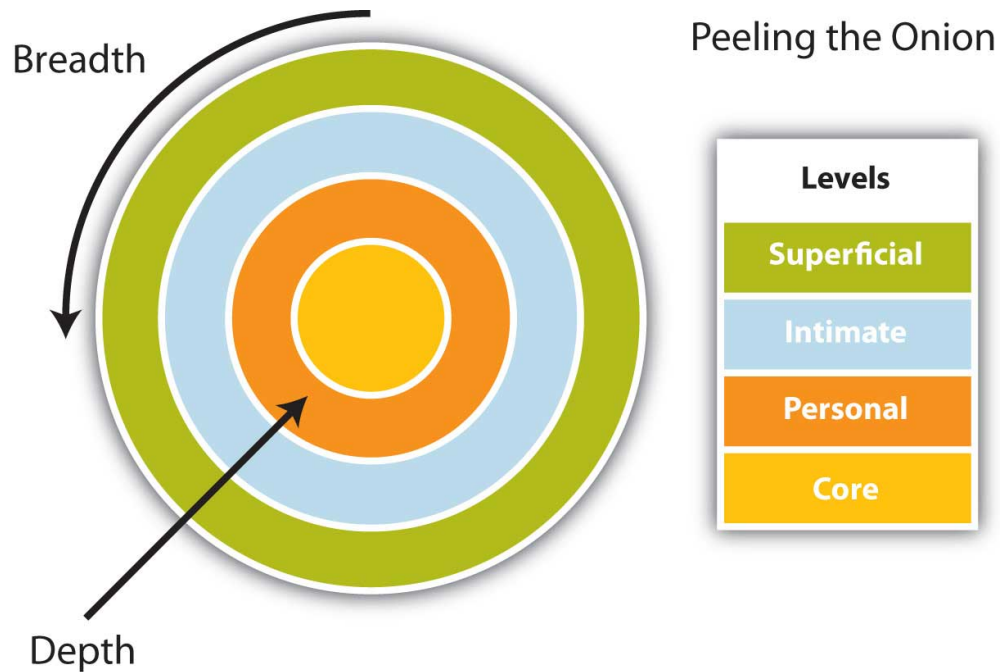 Peeling the Onion
Breadth
Levels
Superficial
Intimate
Personal
Core
Depth